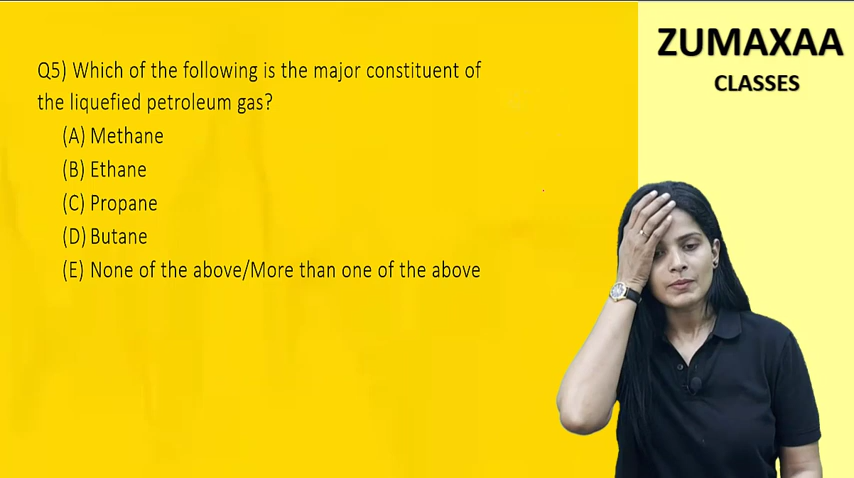 ZUMAXAA
CLASSES
Q5) Which of the following is the major constituent of
the liquefied petroleum gas?
(A) Methane
(B) Ethane
(C) Propane
(D) Butane
(E) None of the above/More than one of the above